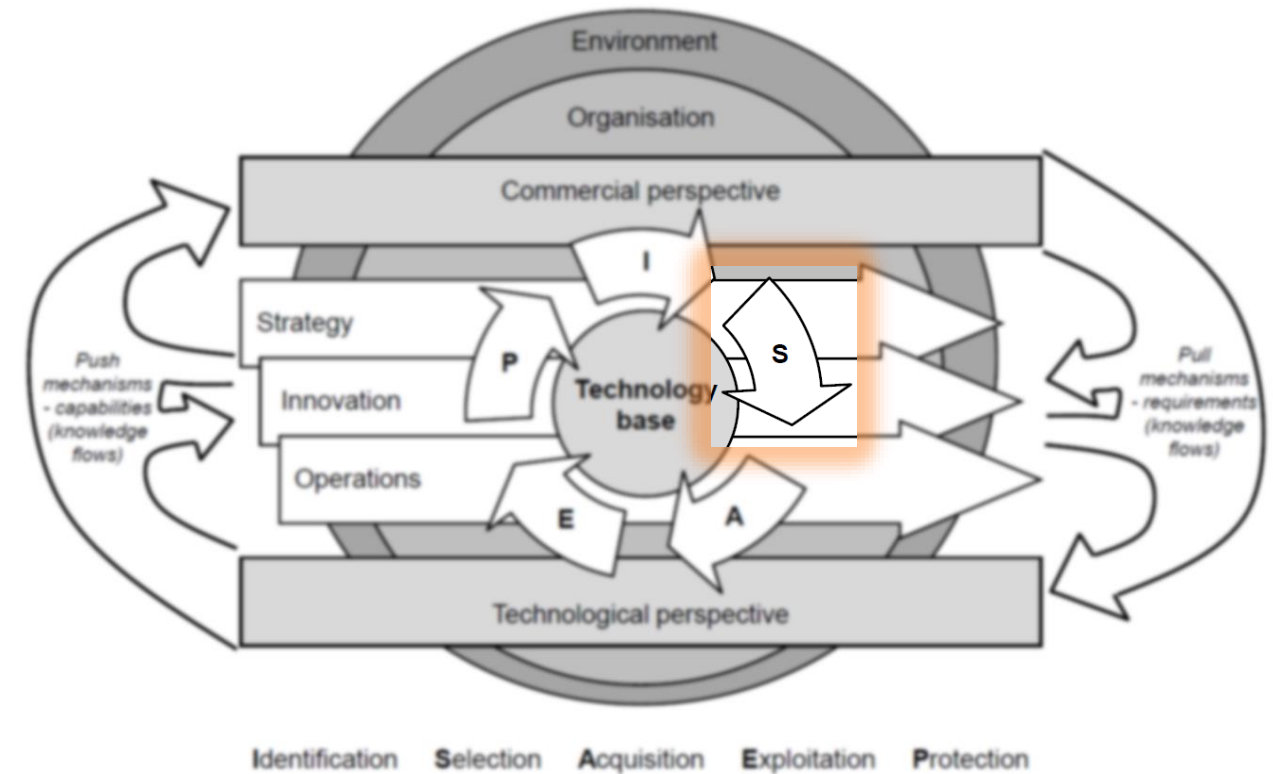 Environment
Organisation
Commercial perspective
I
S
Strategy
P
Push
mechanisms
- capabilities
(knowledge
flows)
Pull
mechanisms
- requirements
(knowledge
flows)
Innovation
Technology
base
Operations
E
A
Technological perspective
Identification Selection Acquisition Exploitation Protection